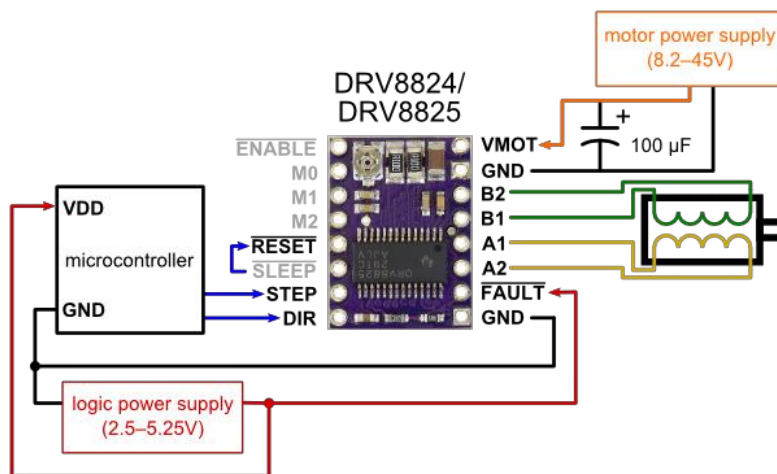 motor power supply
(8.2–45V)
DRV8824/
DRV8825
+
100 µF
ENABLE
M0
M1
M2
RESET
SLEEP
STEP
DIR
VMOT
GND
B2
B1
A1
A2
FAULT
GND
VDD
microcontroller
GND
logic power supply
(2.5–5.25V)